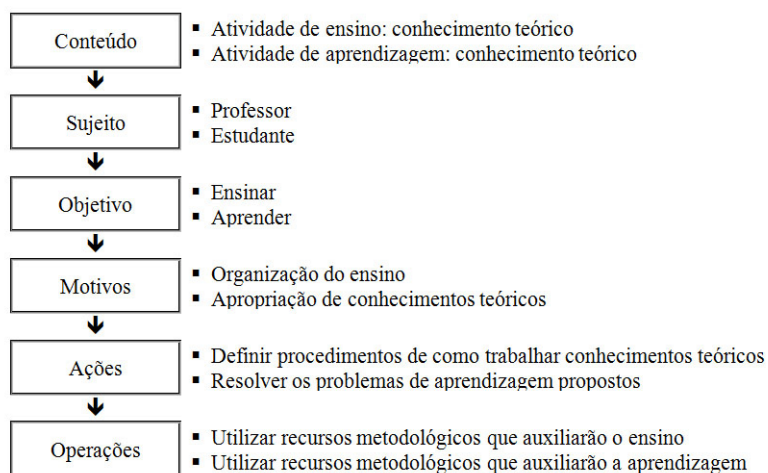 Conteúdo
▪ Atividade de ensino: conhecimento teórico
▪ Atividade de aprendizagem: conhecimento teórico
Sujeito
▪ Professor
▪ Estudante
Objetivo
▪ Ensinar
▪ Aprender
Motivos
▪ Organização do ensino
▪ Apropriação de conhecimentos teóricos
Ações
▪ Definir procedimentos de como trabalhar conhecimentos teóricos
▪ Resolver os problemas de aprendizagem propostos
Operações
▪ Utilizar recursos metodológicos que auxiliarão o ensino
▪ Utilizar recursos metodológicos que auxiliarão a aprendizagem